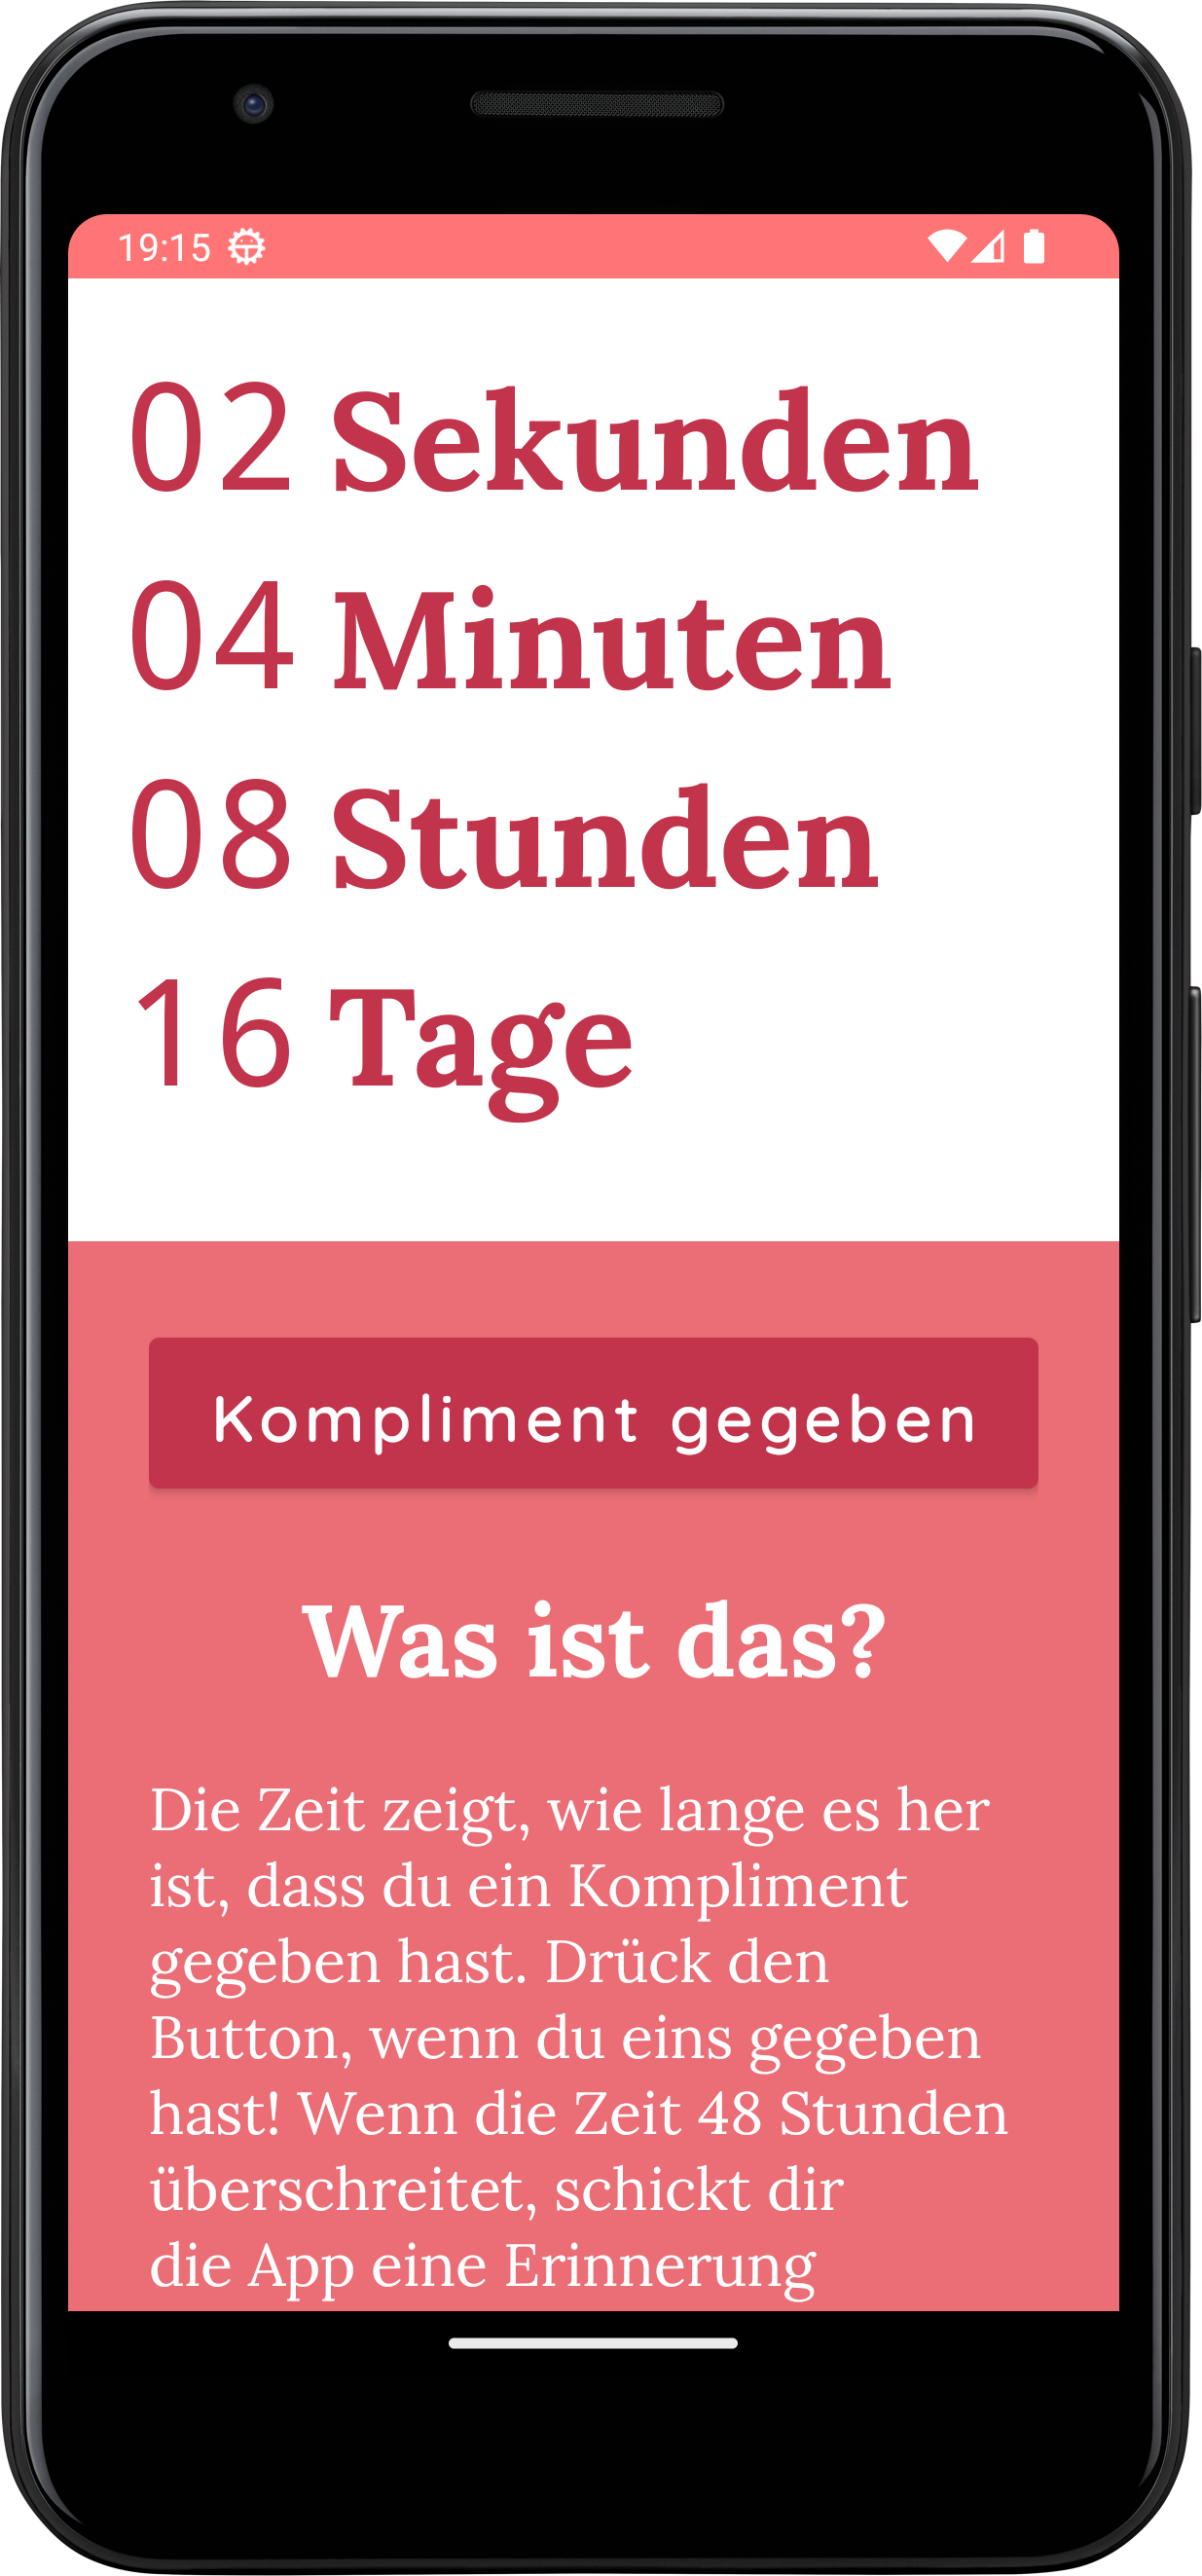 19:15
02 Sekunden
04 Minuten
08 Stunden
16 Tage
Kompliment gegeben
Was ist das?
Die Zeit zeigt, wie lange es her
ist, dass du ein Kompliment
gegeben hast. Drück den
Button, wenn du eins gegeben
hast! Wenn die Zeit 48 Stunden
überschreitet, schickt dir
die App eine Erinnerung